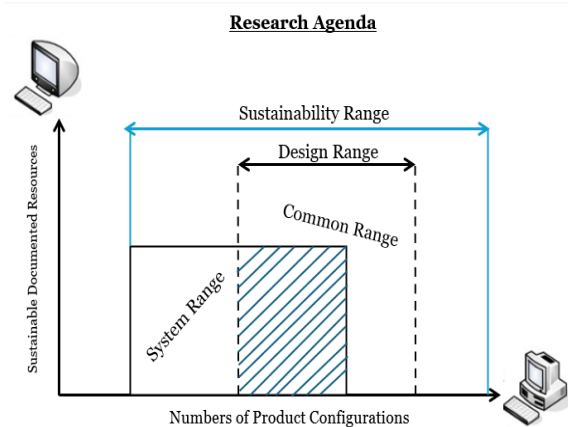 Research Agenda
Sustainability Range
Design Range
Common Range
System Range
Sustainable Documented Resources
Numbers of Product Configurations